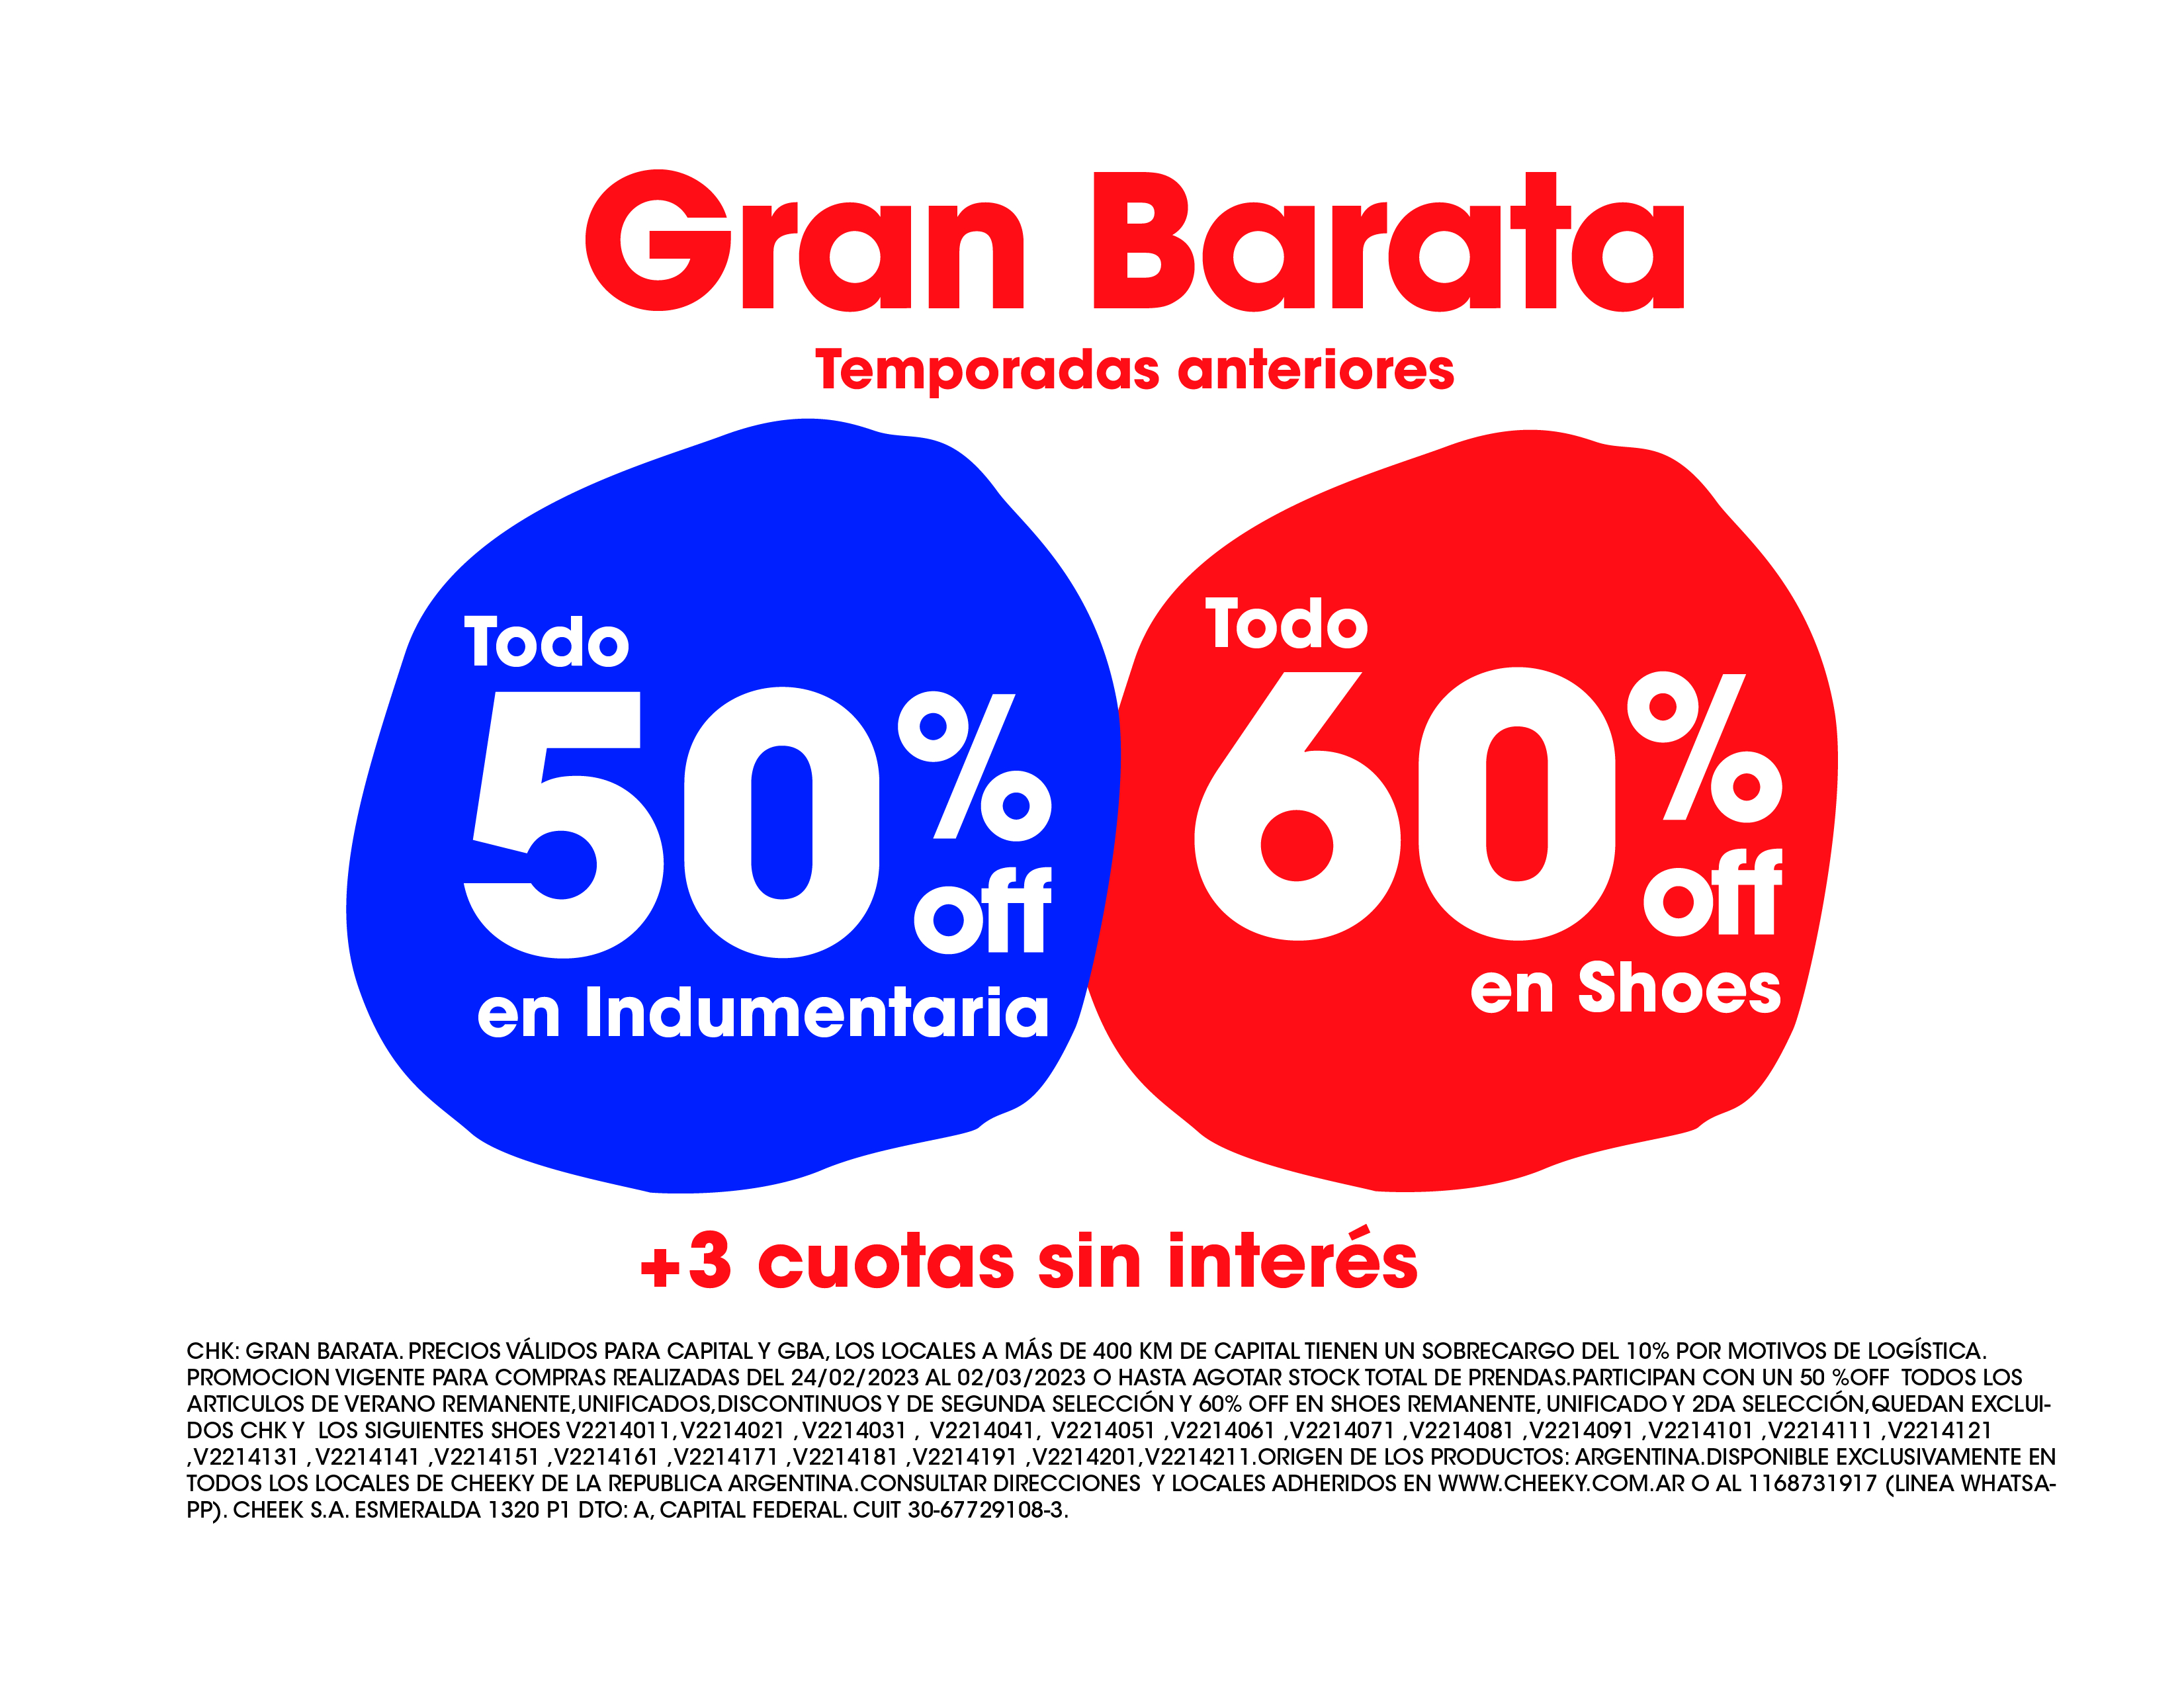 Gran Barata
Temporadas anteriores
Todo
50%
off
en Indumentaria
Todo
60%
off
en Shoes
+3 cuotas sin interés
CHK: GRAN BARATA. PRECIOS VÁLIDOS PARA CAPITAL Y GBA, LOS LOCALES A MÁS DE 400 KM DE CAPITAL TIENEN UN SOBRECARGO DEL 10% POR MOTIVOS DE LOGÍSTICA.
PROMOCION VIGENTE PARA COMPRAS REALIZADAS DEL 24/02/2023 AL 02/03/2023 O HASTA AGOTAR STOCK TOTAL DE PRENDAS.PARTICIPAN CON UN 50 %OFF  TODOS LOS
ARTICULOS DE VERANO REMANENTE,UNIFICADOS,DISCONTINUOS Y DE SEGUNDA SELECCIÓN Y 60% OFF EN SHOES REMANENTE, UNIFICADO Y 2DA SELECCIÓN,QUEDAN EXCLUI-
DOS CHK Y  LOS SIGUIENTES SHOES V2214011,V2214021 ,V2214031 , V2214041, V2214051 ,V2214061 ,V2214071 ,V2214081 ,V2214091 ,V2214101 ,V2214111 ,V2214121
,V2214131 ,V2214141 ,V2214151 ,V2214161 ,V2214171 ,V2214181 ,V2214191 ,V2214201,V2214211.ORIGEN DE LOS PRODUCTOS: ARGENTINA.DISPONIBLE EXCLUSIVAMENTE EN
TODOS LOS LOCALES DE CHEEKY DE LA REPUBLICA ARGENTINA.CONSULTAR DIRECCIONES  Y LOCALES ADHERIDOS EN WWW.CHEEKY.COM.AR O AL 1168731917 (LINEA WHATSA-
PP). CHEEK S.A. ESMERALDA 1320 P1 DTO: A, CAPITAL FEDERAL. CUIT 30-67729108-3.